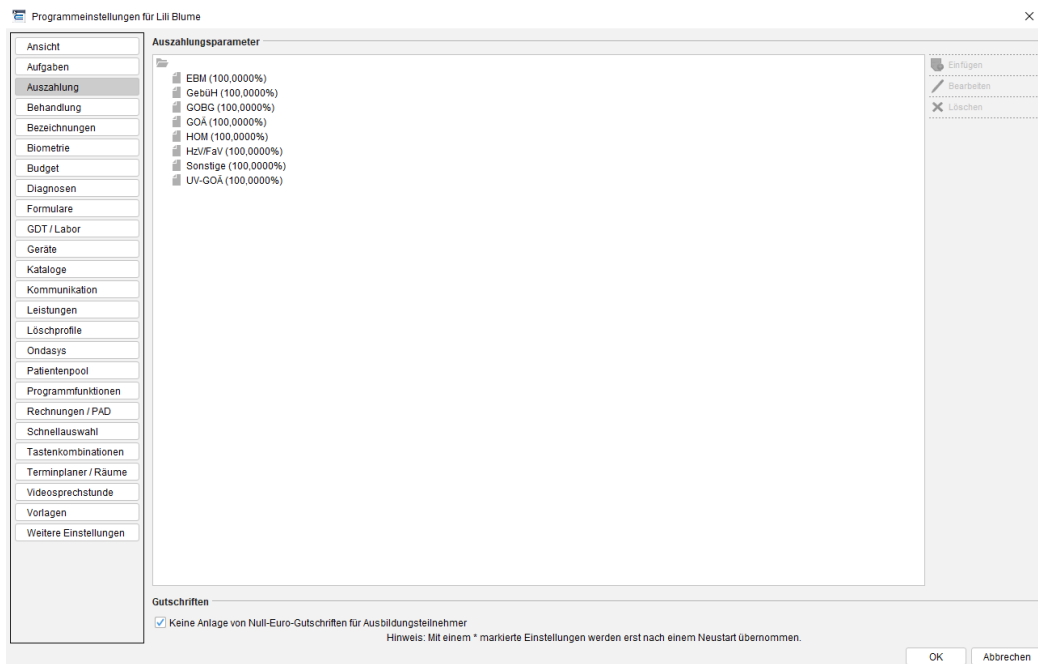 Programmeinstellungen für Lili Blume
Ansicht
Aufgaben
Auszahlung
Behandlung
Bezeichnungen
Biometrie
Budget
Diagnosen
Formulare
GDT / Labor
Geräte
Kataloge
Kommunikation
Leistungen
Löschprofile
Ondasys
Patientenpool
Programmfunktionen
Rechnungen / PAD
Schnellauswahl
Tastenkombinationen
Terminplaner / Räume
Videosprechstunde
Vorlagen
Weitere Einstellungen
Auszahlungsparameter
EBM (100,0000%)
GebüH (100,0000%)
GOBG (100,0000%)
GOÄ (100,0000%)
HOM (100,0000%)
HzV/FaV (100,0000%)
Sonstige (100,0000%)
UV-GOÄ (100,0000%)
Einfügen
Bearbeiten
Löschen
Gutschriften
Keine Anlage von Null-Euro-Gutschriften für Ausbildungsteilnehmer
Hinweis: Mit einem * markierte Einstellungen werden erst nach einem Neustart übernommen.
OK
Abbrechen